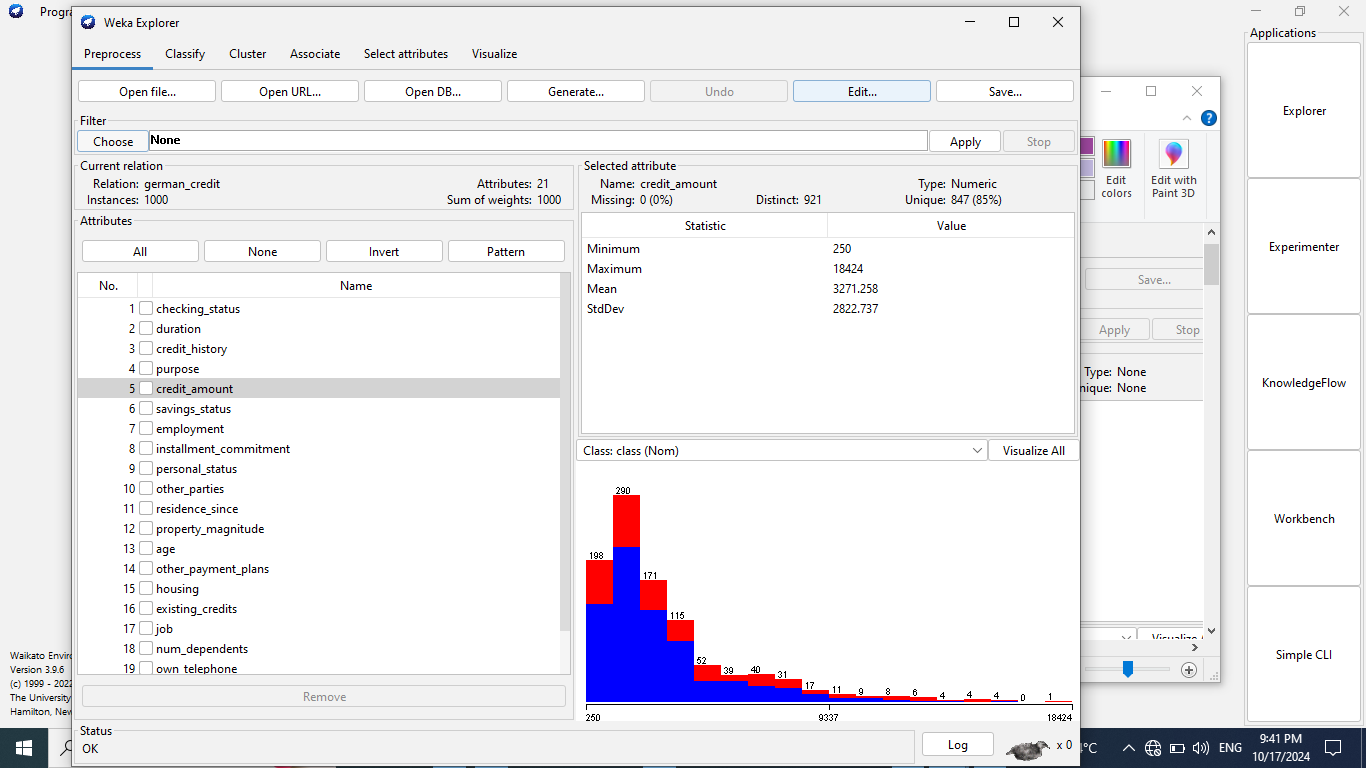 Weka Explorer
Preprocess Classify Cluster Associate Select attributes Visualize
Open file... Open URL... Open DB... Generate... Undo Edit... Save...
Filter
Choose None Apply Stop
Current relation
Relation: german_credit Attributes: 21
Instances: 1000 Sum of weights: 1000
Attributes
All None Invert Pattern
No. Name
1 checking_status
2 duration
3 credit_history
4 purpose
5 credit_amount
6 savings_status
7 employment
8 installment_commitment
9 personal_status
10 other_parties
11 residence_since
12 property_magnitude
13 age
14 other_payment_plans
15 housing
16 existing_credits
17 job
18 num_dependents
19 own_telephone
Remove
Selected attribute
Name: credit_amount Type: Numeric
Missing: 0 (0%) Distinct: 921 Unique: 847 (85%)
Statistic Value
Minimum 250
Maximum 18424
Mean 3271.258
StdDev 2822.737
Class: class (Nom) Visualize All
198 290 171 115 52 39 40 31 17 11 9 8 6 4 4 4 0 1
250 9337 18424
Status
OK
Log x 0
Progra
Waikato Enviro
Version 3.9.6
(c) 1999 - 2022
The University
Hamilton, New
Edit
colors
Edit with
Paint 3D
Save...
Apply Stop
Type: None
nique: None
Visualize
Applications
Explorer
Experimenter
KnowledgeFlow
Workbench
Simple CLI
°C ENG 9:41 PM
10/17/2024